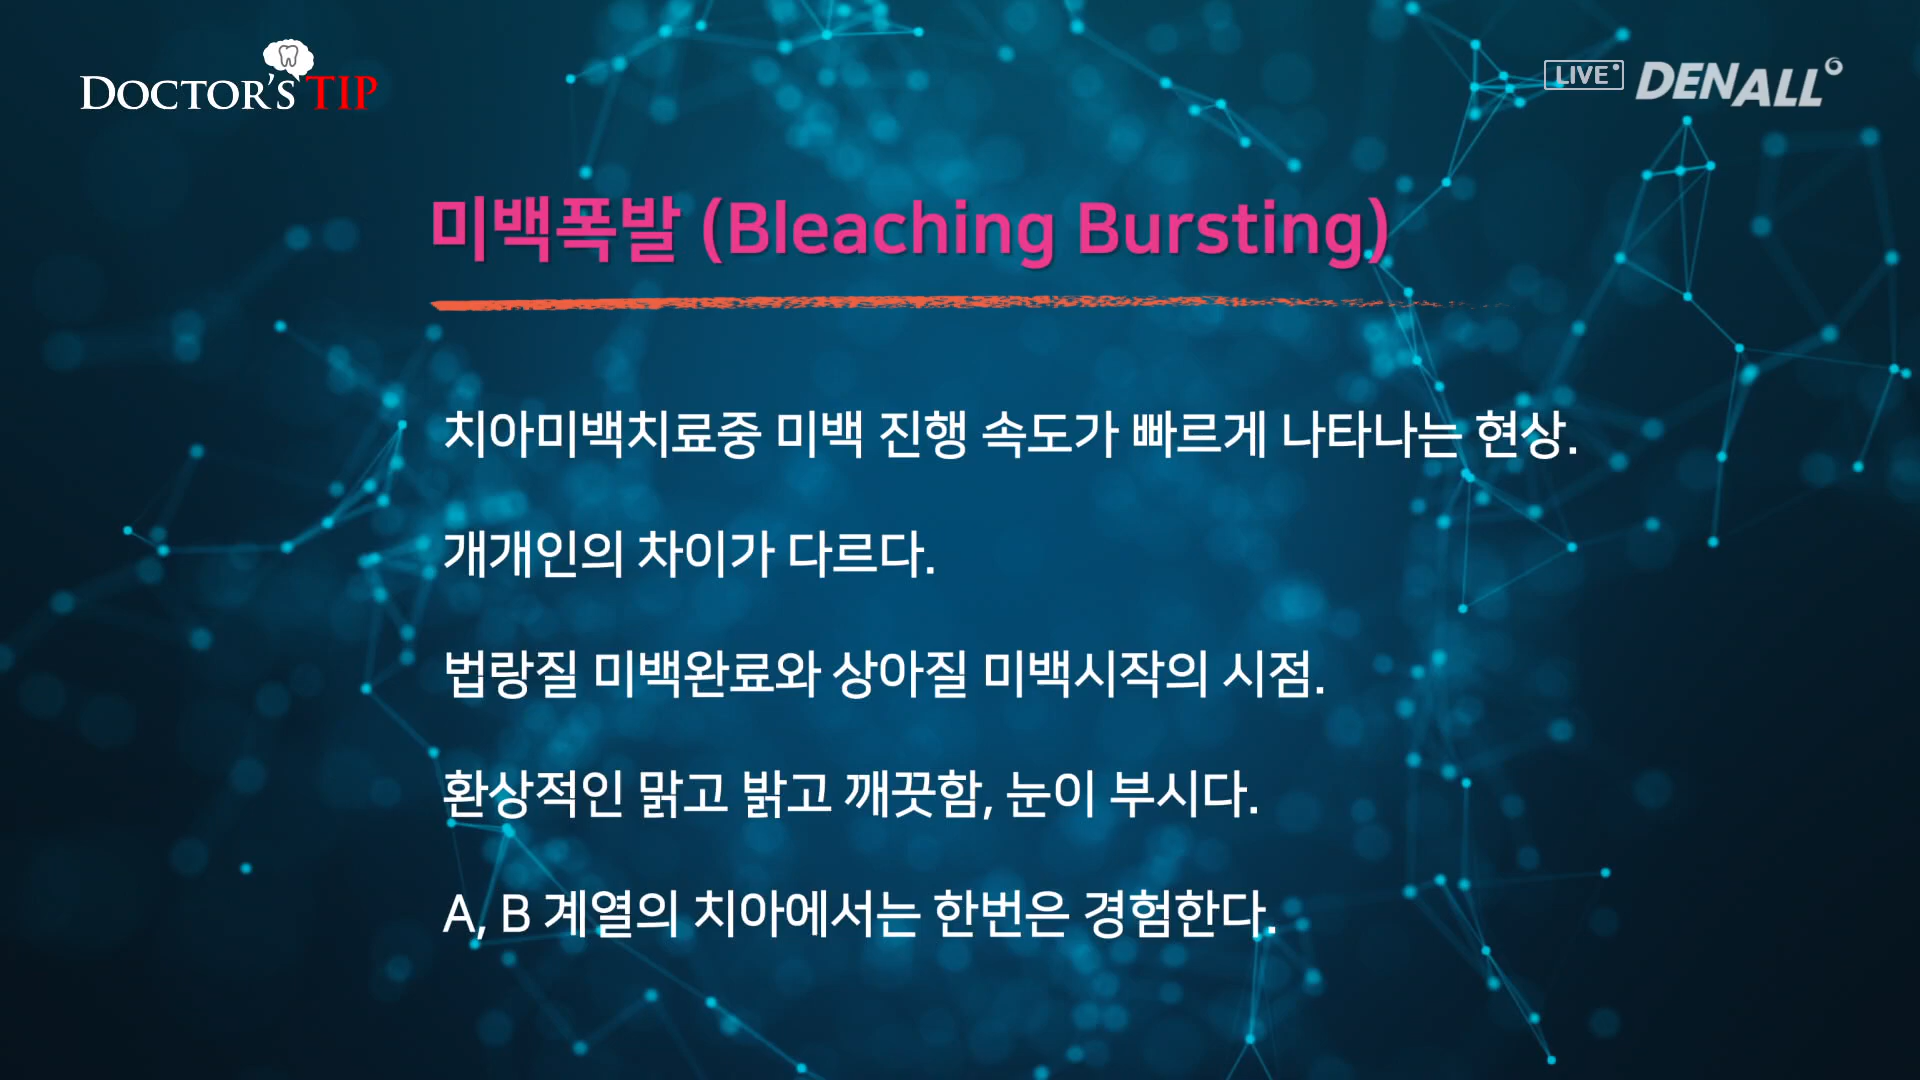 DOCTOR'S TIP
LIVE DENALL
미백폭발 (Bleaching Bursting)
치아미백치료중 미백 진행 속도가 빠르게 나타나는 현상.
개개인의 차이가 다르다.
법랑질 미백완료와 상아질 미백시작의 시점.
환상적인 맑고 밝고 깨끗함, 눈이 부시다.
A, B 계열의 치아에서는 한번은 경험한다.